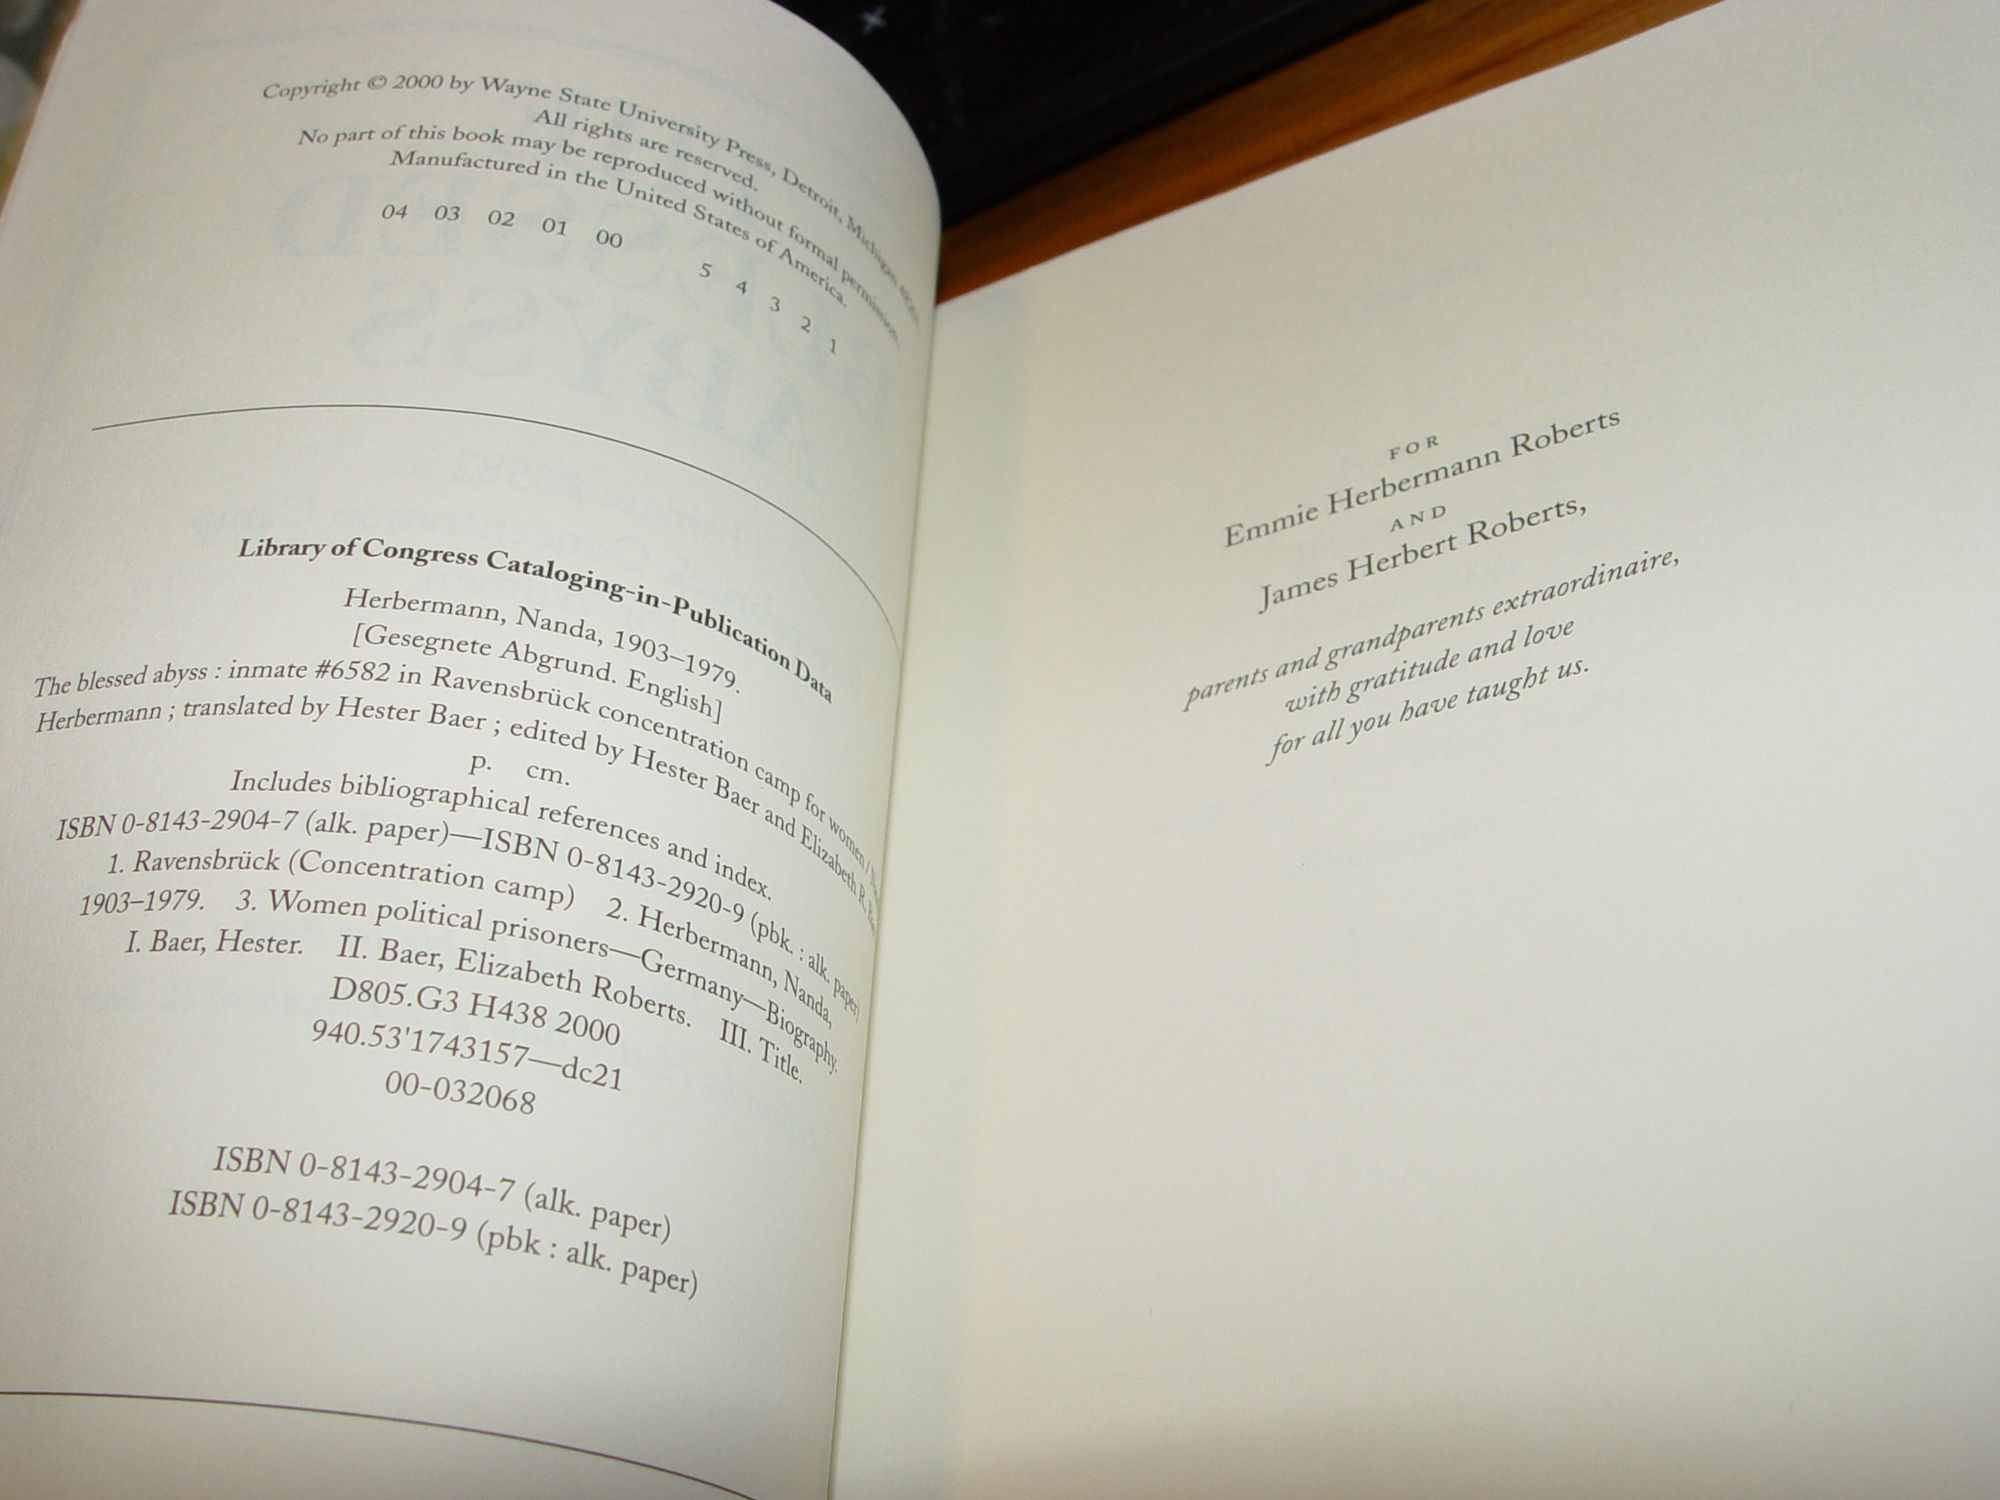 Copyright © 2000 by Wayne State University Press, Detroit, Michigan
All rights are reserved.
No part of this book may be reproduced without formal permission.
Manufactured in the United States of America.
04 03 02 01 00 5 4 3 2 1
Library of Congress Cataloging-in-Publication Data
Herbermann, Nanda, 1903–1979.
[Gesegnete Abgrund. English]
The blessed abyss : inmate #6582 in Ravensbrück concentration camp for women /
Herbermann ; translated by Hester Baer ; edited by Hester Baer and Elizabeth R.
p. cm.
Includes bibliographical references and index.
ISBN 0-8143-2904-7 (alk. paper)—ISBN 0-8143-2920-9 (pbk. : alk. paper)
1. Ravensbrück (Concentration camp) 2. Herbermann, Nanda,
1903–1979. 3. Women political prisoners—Germany—Biography.
I. Baer, Hester. II. Baer, Elizabeth Roberts. III. Title.
D805.G3 H438 2000
940.53'1743157—dc21
00-032068
ISBN 0-8143-2904-7 (alk. paper)
ISBN 0-8143-2920-9 (pbk : alk. paper)
FOR
Emmie Herbermann Roberts
AND
James Herbert Roberts,
parents and grandparents extraordinaire,
with gratitude and love
for all you have taught us.